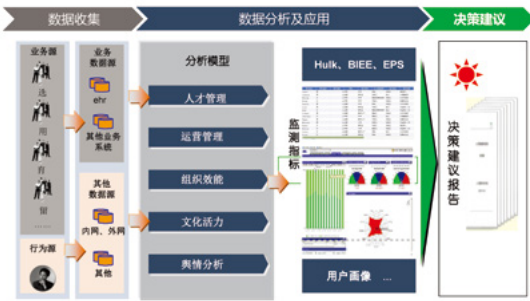 数据收集
数据分析及应用
决策建议
业务源
选
用
育
留
......
行为源
业务
数据源
ehr
其他业务
系统
其他
数据源
内网、外网
其他
分析模型
人才管理
运营管理
组织效能
文化活力
舆情分析
监测指标
Hulk、BIEE、EPS
用户画像 ...
决策建议报告